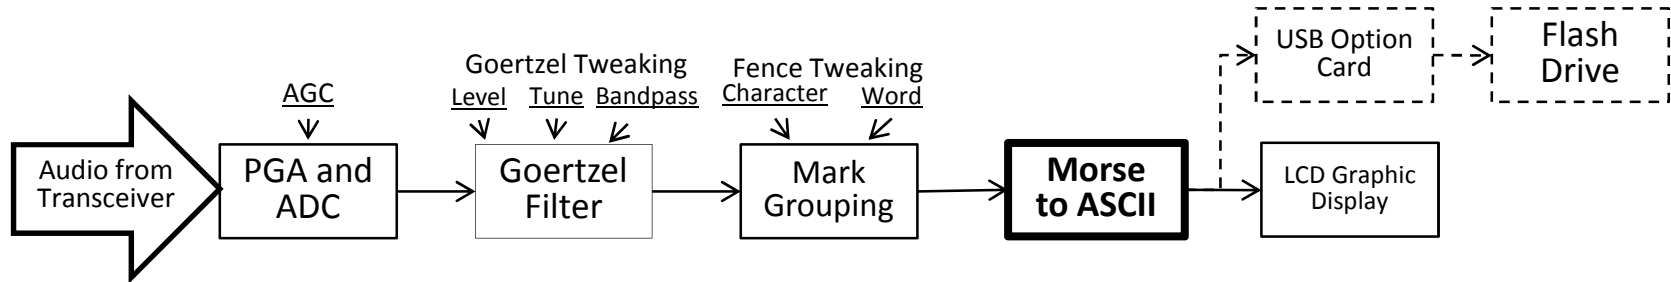 Audio from
Transceiver
AGC
PGA and
ADC
Goertzel Tweaking
Level Tune Bandpass
Goertzel
Filter
Fence Tweaking
Character Word
Mark
Grouping
Morse
to ASCII
USB Option
Card
Flash
Drive
LCD Graphic
Display